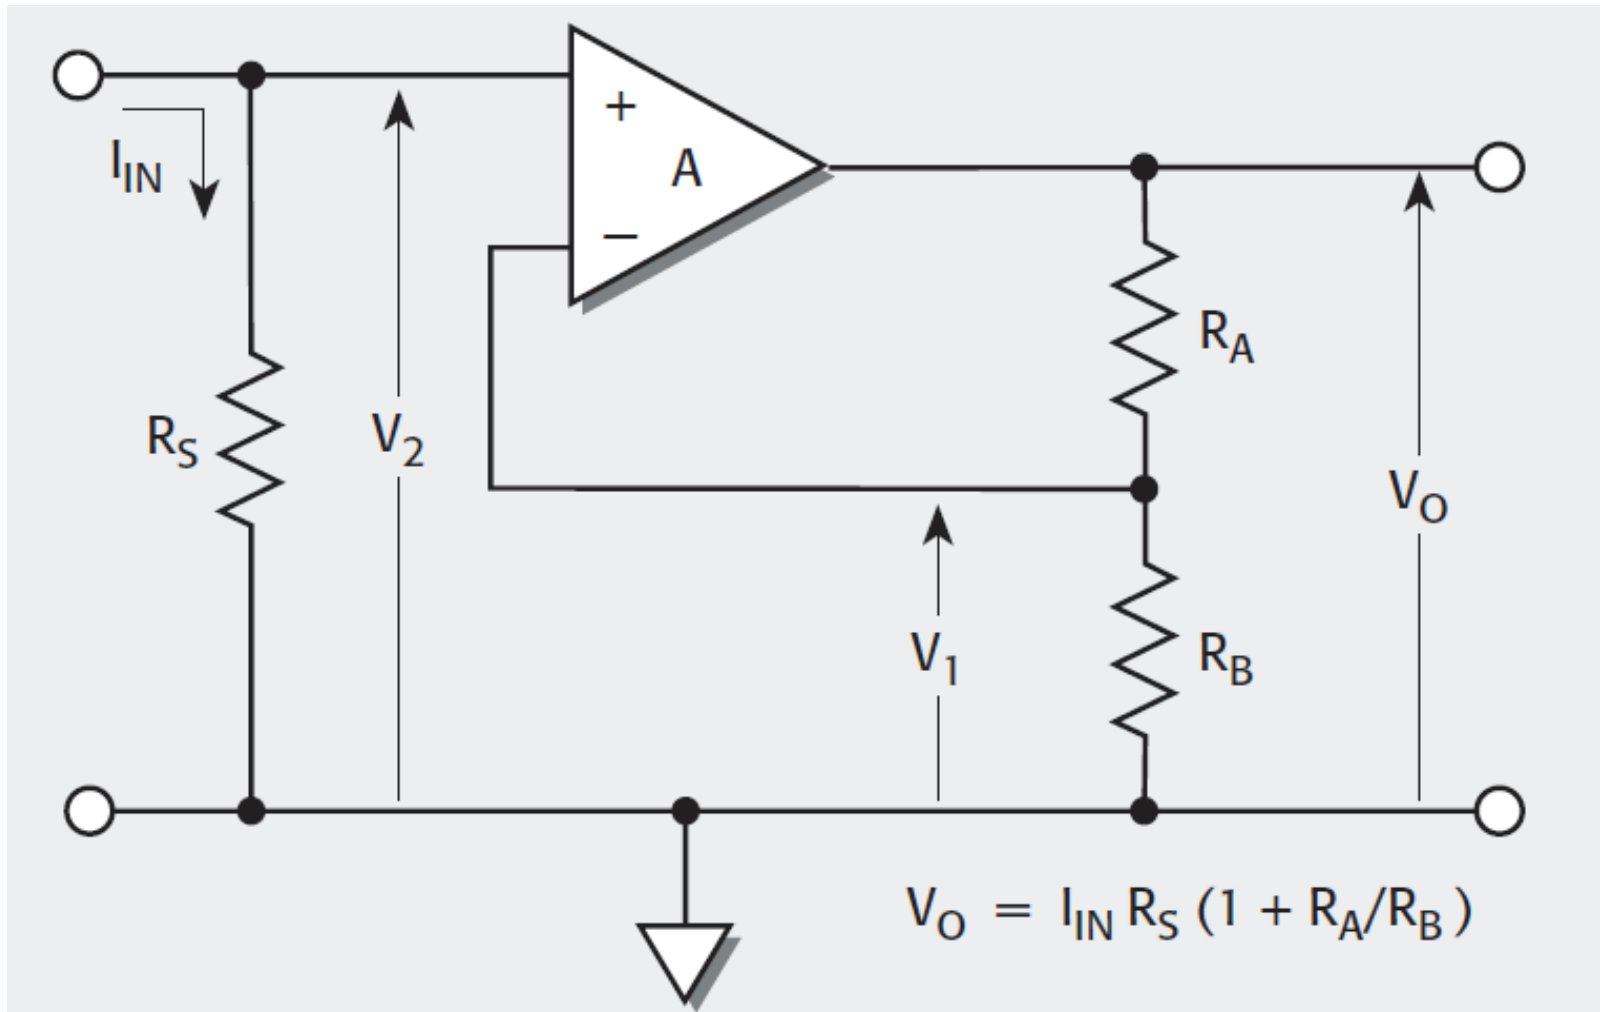 +
A
−
I_IN
R_S
V_2
R_A
V_O
V_1
R_B
V_O = I_IN R_S (1 + R_A/R_B)